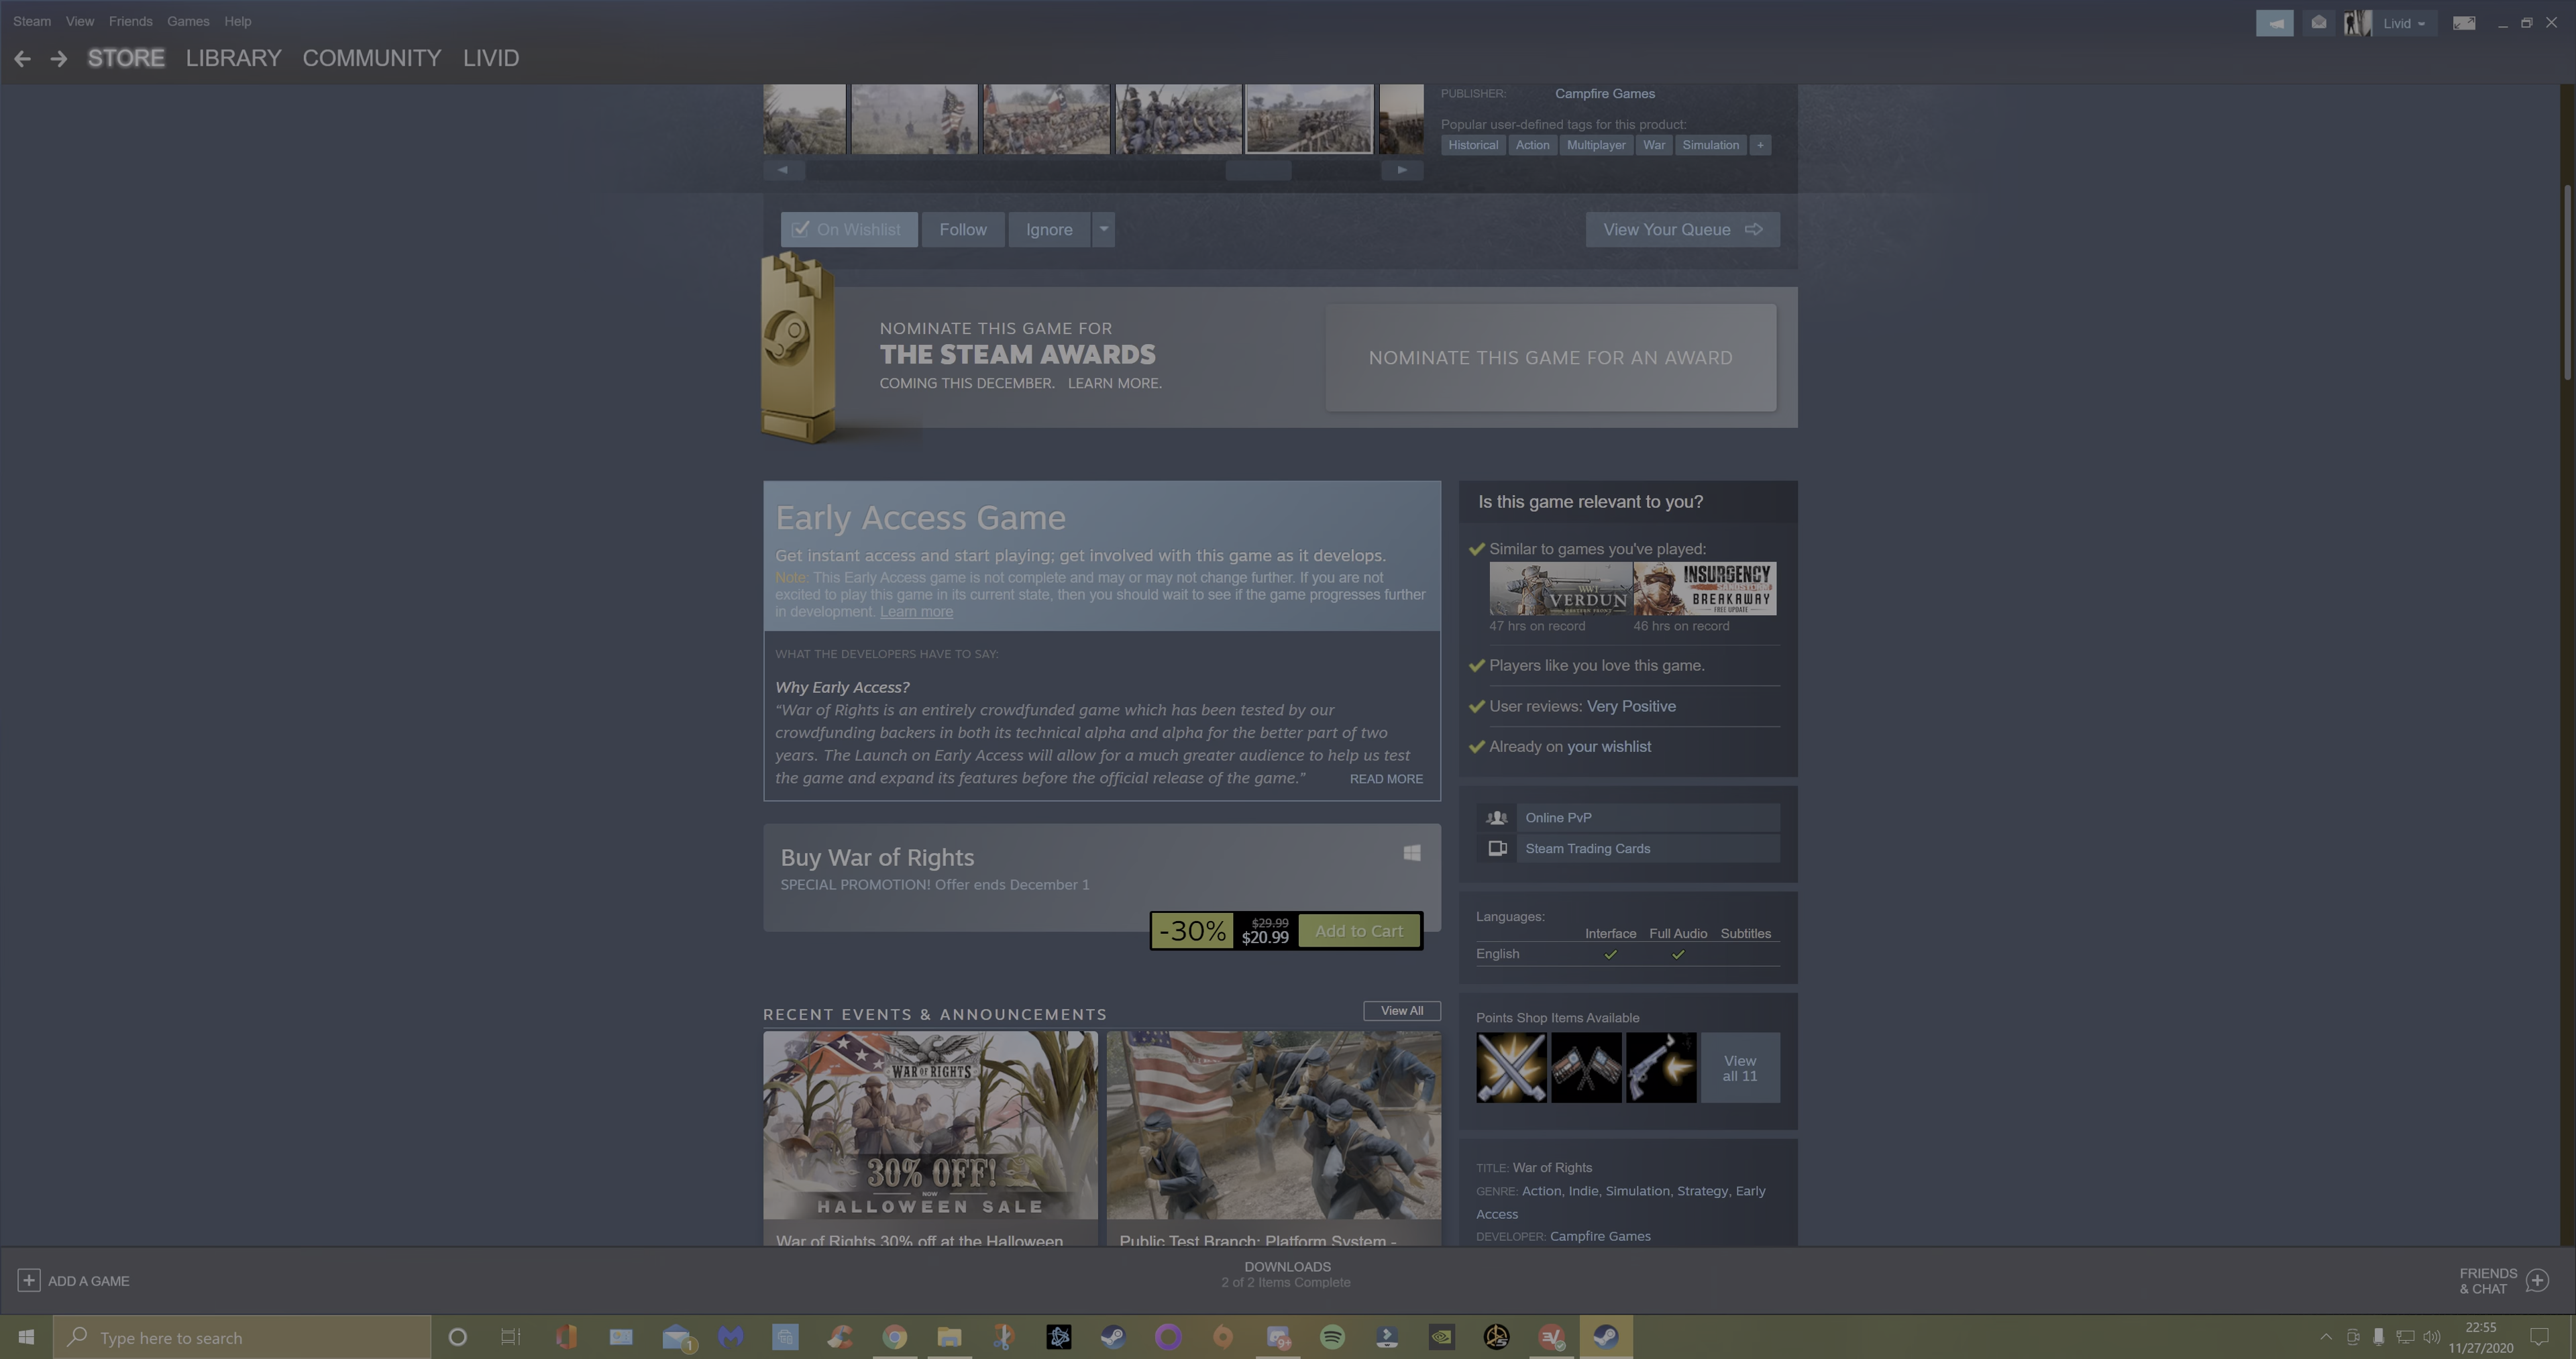 Steam View Friends Games Help
Livid
STORE LIBRARY COMMUNITY LIVID
PUBLISHER: Campfire Games
Popular user-defined tags for this product:
Historical Action Multiplayer War Simulation +
On Wishlist Follow Ignore
View Your Queue
NOMINATE THIS GAME FOR
THE STEAM AWARDS
COMING THIS DECEMBER. LEARN MORE.
NOMINATE THIS GAME FOR AN AWARD
Early Access Game
Get instant access and start playing; get involved with this game as it develops.
Note: This Early Access game is not complete and may or may not change further. If you are not
excited to play this game in its current state, then you should wait to see if the game progresses further
in development. Learn more
WHAT THE DEVELOPERS HAVE TO SAY:
Why Early Access?
“War of Rights is an entirely crowdfunded game which has been tested by our
crowdfunding backers in both its technical alpha and alpha for the better part of two
years. The Launch on Early Access will allow for a much greater audience to help us test
the game and expand its features before the official release of the game.”
READ MORE
Buy War of Rights
SPECIAL PROMOTION! Offer ends December 1
-30%
$29.99
$20.99
Add to Cart
RECENT EVENTS & ANNOUNCEMENTS
View All
WAR OF RIGHTS
30% OFF!
NOW
HALLOWEEN SALE
War of Rights 30% off at the Halloween
Public Test Branch: Platform System -
Is this game relevant to you?
Similar to games you've played:
WWI
VERDUN
WESTERN FRONT
INSURGENCY
SANDSTORM
BREAKAWAY
FREE UPDATE
47 hrs on record
46 hrs on record
Players like you love this game.
User reviews: Very Positive
Already on your wishlist
Online PvP
Steam Trading Cards
Languages:
Interface Full Audio Subtitles
English
Points Shop Items Available
View
all 11
TITLE: War of Rights
GENRE: Action, Indie, Simulation, Strategy, Early
Access
DEVELOPER: Campfire Games
ADD A GAME
DOWNLOADS
2 of 2 Items Complete
FRIENDS
& CHAT
Type here to search
1
9+
22:55
11/27/2020